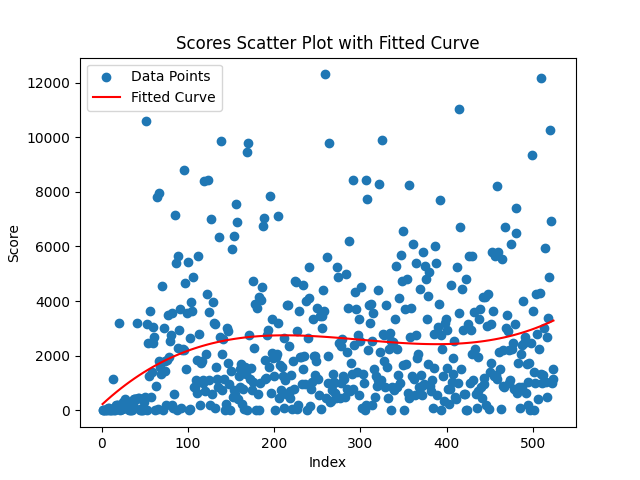 Scores Scatter Plot with Fitted Curve
Data Points
Fitted Curve
12000
10000
8000
6000
4000
2000
0
Score
0 100 200 300 400 500
Index